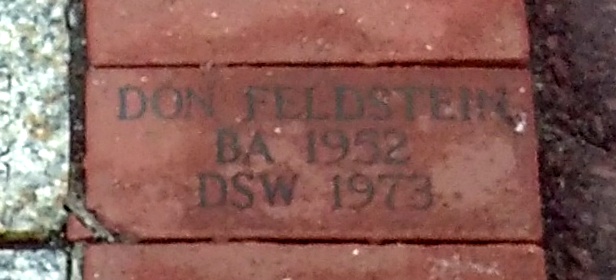 DON FELDSTEIN
BA 1952
DSW 1973